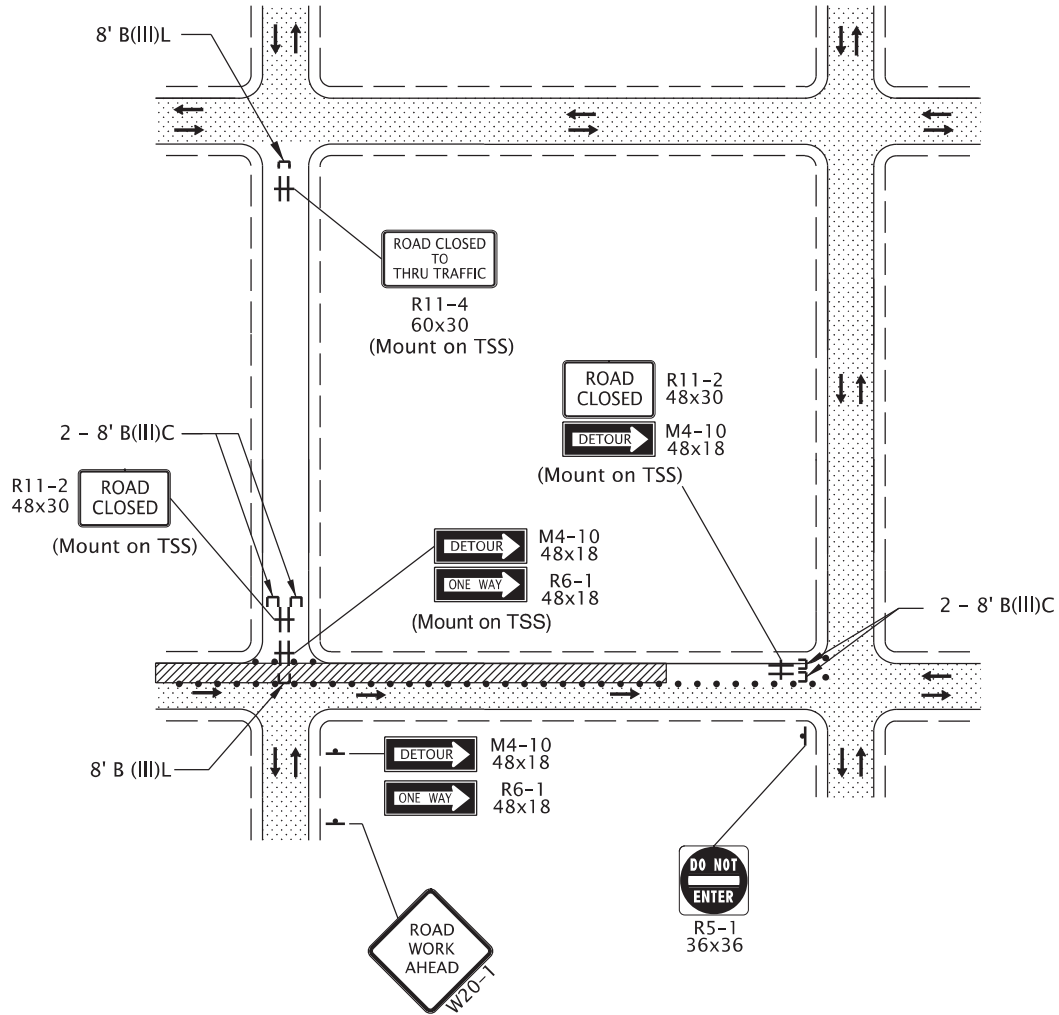 8' B(III)L
ROAD CLOSED
TO
THRU TRAFFIC
R11-4
60x30
(Mount on TSS)
ROAD
CLOSED
R11-2
48x30
DETOUR
M4-10
48x18
(Mount on TSS)
2 - 8' B(III)C
R11-2
48x30
ROAD
CLOSED
(Mount on TSS)
DETOUR
M4-10
48x18
ONE WAY
R6-1
48x18
(Mount on TSS)
2 - 8' B(III)C
8' B (III)L
DETOUR
M4-10
48x18
ONE WAY
R6-1
48x18
DO NOT
ENTER
R5-1
36x36
ROAD
WORK
AHEAD
W20-1